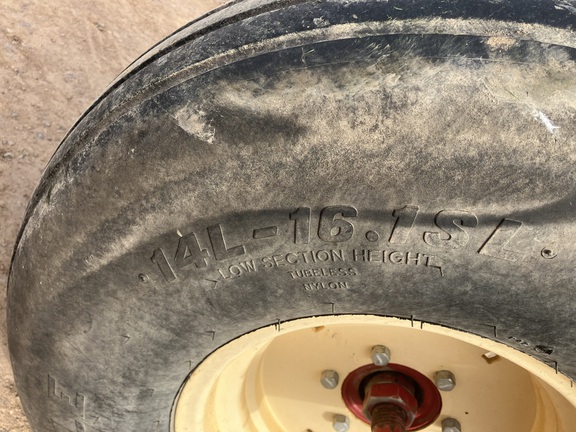 14L-16.1SL
LOW SECTION HEIGHT
TUBELESS
NYLON